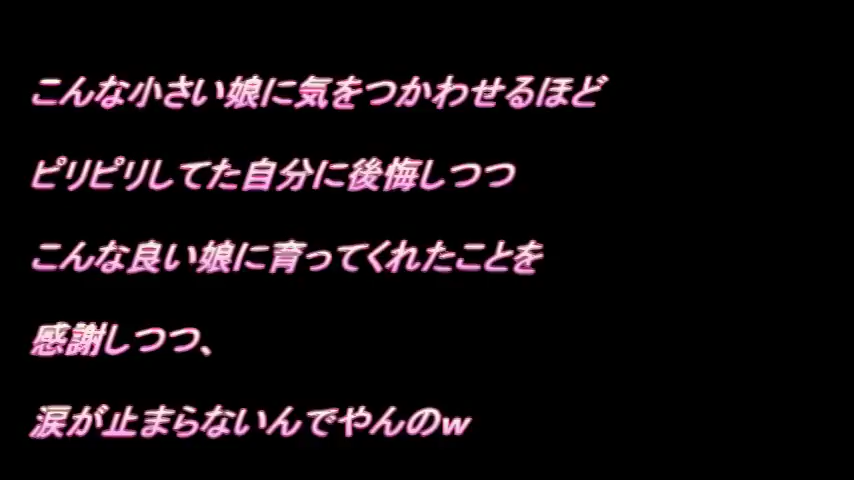 こんな小さい娘に気をつかわせるほど
ピリピリしてた自分に後悔しつつ
こんな良い娘に育ってくれたことを
感謝しつつ、
涙が止まらないんでやんのw